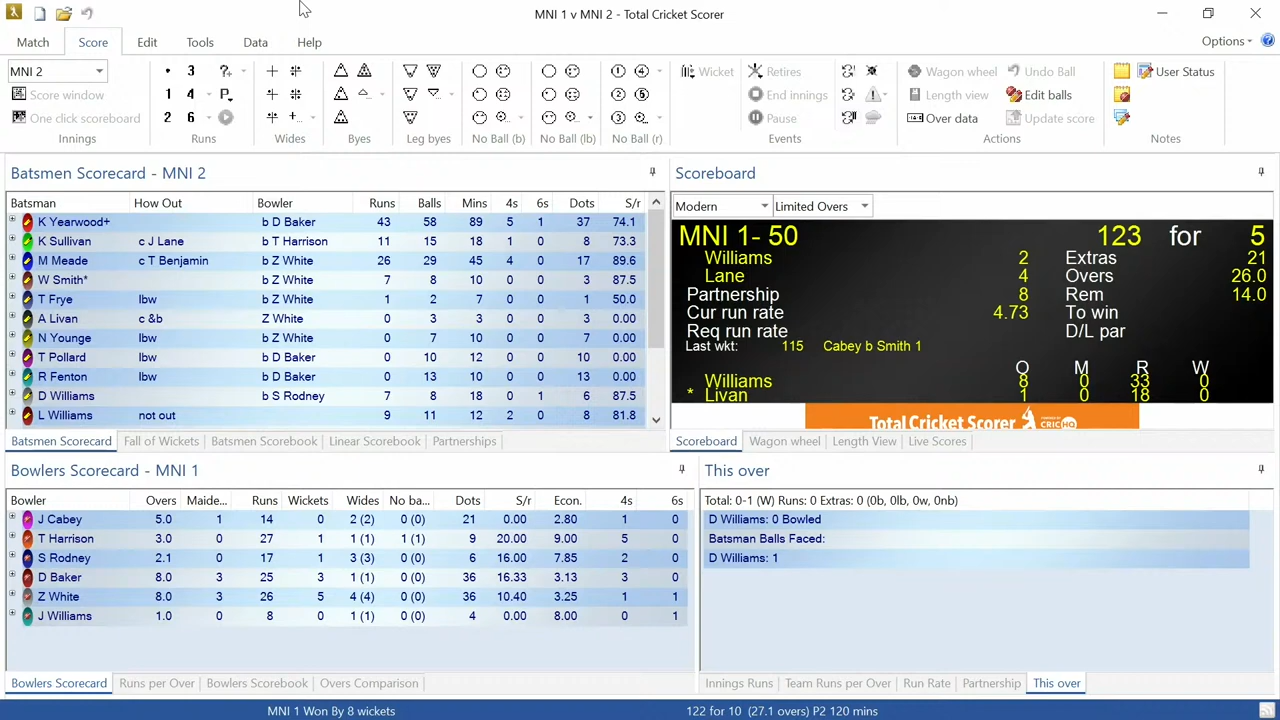 MNI 1 v MNI 2 - Total Cricket Scorer
Match Score Edit Tools Data Help Options
MNI 2
Score window
One click scoreboard
Innings
3
1 4
2 6
Runs
Wides
Byes
Leg byes
No Ball (b)
No Ball (lb)
No Ball (r)
Wicket
Retires
End innings
Pause
Events
Wagon wheel Undo Ball
Length view Edit balls
Over data Update score
Actions
User Status
Notes
Batsmen Scorecard - MNI 2
Batsman How Out Bowler Runs Balls Mins 4s 6s Dots S/r
K Yearwood+ b D Baker 43 58 89 5 1 37 74.1
K Sullivan c J Lane b T Harrison 11 15 18 1 0 8 73.3
M Meade c T Benjamin b Z White 26 29 45 4 0 17 89.6
W Smith* b Z White 7 8 10 0 0 3 87.5
T Frye lbw b Z White 1 2 7 0 0 1 50.0
A Livan c &b Z White 0 3 3 0 0 3 0.00
N Younge lbw b Z White 0 7 10 0 0 7 0.00
T Pollard lbw b D Baker 0 10 12 0 0 10 0.00
R Fenton lbw b D Baker 0 13 10 0 0 13 0.00
D Williams b S Rodney 7 8 18 0 1 6 87.5
L Williams not out 9 11 12 2 0 8 81.8
Batsmen Scorecard Fall of Wickets Batsmen Scorebook Linear Scorebook Partnerships
Scoreboard
Modern Limited Overs
MNI 1- 50 123 for 5
Williams 2 Extras 21
Lane 4 Overs 26.0
Partnership 8 Rem 14.0
Cur run rate 4.73 To win
Req run rate D/L par
Last wkt: 115 Cabey b Smith 1
O M R W
Williams 8 0 33 0
* Livan 1 0 18 0
Total Cricket Scorer POWERED BY CRICHQ
Scoreboard Wagon wheel Length View Live Scores
Bowlers Scorecard - MNI 1
Bowler Overs Maide... Runs Wickets Wides No ba... Dots S/r Econ. 4s 6s
J Cabey 5.0 1 14 0 2 (2) 0 (0) 21 0.00 2.80 1 0
T Harrison 3.0 0 27 1 1 (1) 1 (1) 9 20.00 9.00 5 0
S Rodney 2.1 0 17 1 3 (3) 0 (0) 6 16.00 7.85 2 0
D Baker 8.0 3 25 3 1 (1) 0 (0) 36 16.33 3.13 3 0
Z White 8.0 3 26 5 4 (4) 0 (0) 36 10.40 3.25 1 1
J Williams 1.0 0 8 0 1 (1) 0 (0) 4 0.00 8.00 0 1
Bowlers Scorecard Runs per Over Bowlers Scorebook Overs Comparison
This over
Total: 0-1 (W) Runs: 0 Extras: 0 (0b, 0lb, 0w, 0nb)
D Williams: 0 Bowled
Batsman Balls Faced:
D Williams: 1
Innings Runs Team Runs per Over Run Rate Partnership This over
MNI 1 Won By 8 wickets 122 for 10 (27.1 overs) P2 120 mins